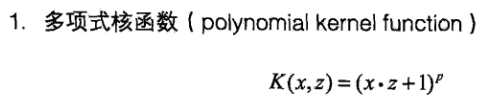 1. 多项式核函数（polynomial kernel function）
K(x,z)=(x•z+1)ᵖ